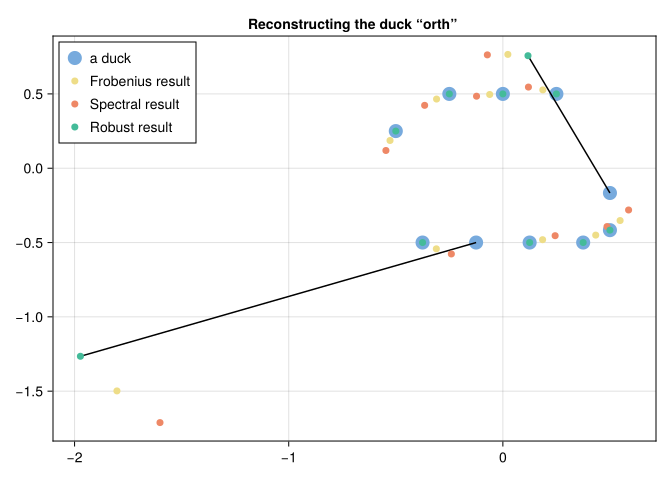 Reconstructing the duck “orth”
a duck
Frobenius result
Spectral result
Robust result
0.5
0.0
−0.5
−1.0
−1.5
−2
−1
0